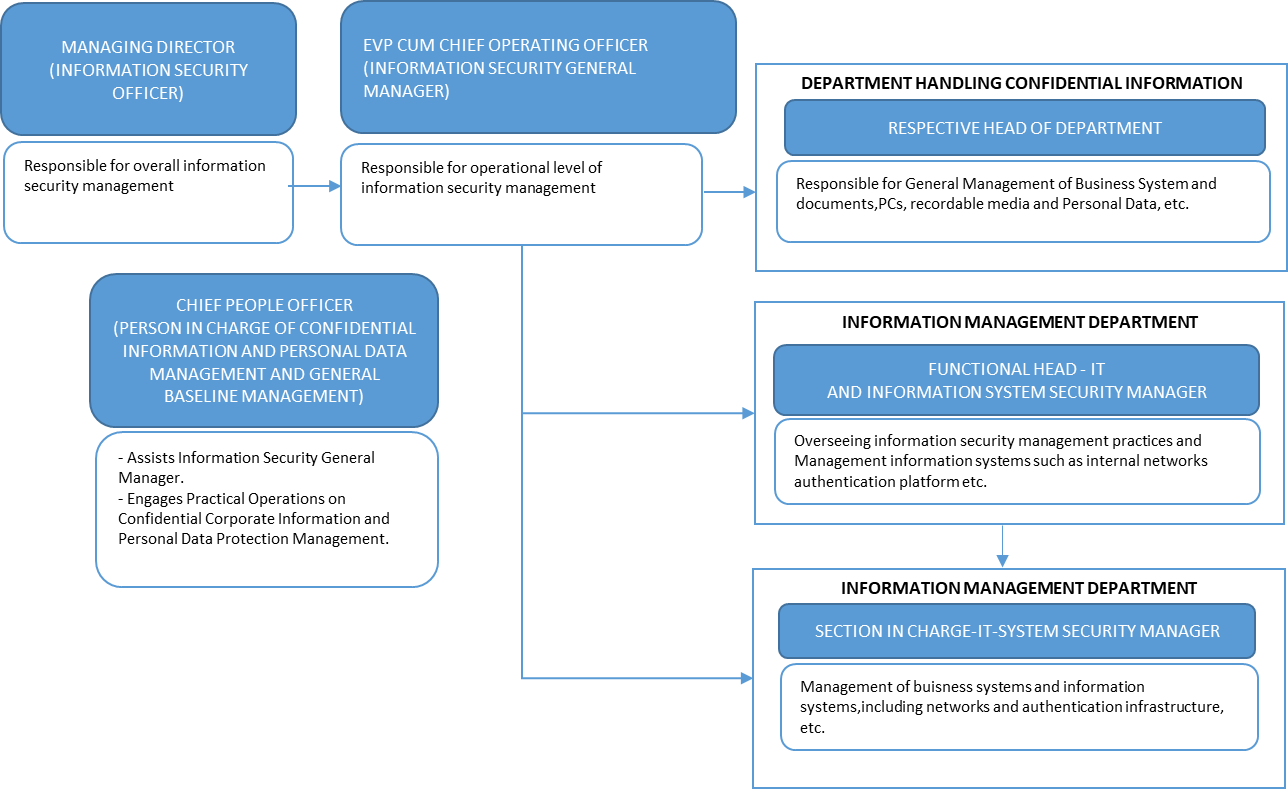 MANAGING DIRECTOR
(INFORMATION SECURITY
OFFICER)
Responsible for overall information
security management
EVP CUM CHIEF OPERATING OFFICER
(INFORMATION SECURITY GENERAL
MANAGER)
Responsible for operational level of
information security management
DEPARTMENT HANDLING CONFIDENTIAL INFORMATION
RESPECTIVE HEAD OF DEPARTMENT
Responsible for General Management of Business System and
documents,PCs, recordable media and Personal Data, etc.
CHIEF PEOPLE OFFICER
(PERSON IN CHARGE OF CONFIDENTIAL
INFORMATION AND PERSONAL DATA
MANAGEMENT AND GENERAL
BASELINE MANAGEMENT)
- Assists Information Security General
Manager.
- Engages Practical Operations on
Confidential Corporate Information and
Personal Data Protection Management.
INFORMATION MANAGEMENT DEPARTMENT
FUNCTIONAL HEAD - IT
AND INFORMATION SYSTEM SECURITY MANAGER
Overseeing information security management practices and
Management information systems such as internal networks
authentication platform etc.
INFORMATION MANAGEMENT DEPARTMENT
SECTION IN CHARGE-IT-SYSTEM SECURITY MANAGER
Management of buisness systems and information
systems,including networks and authentication infrastructure,
etc.